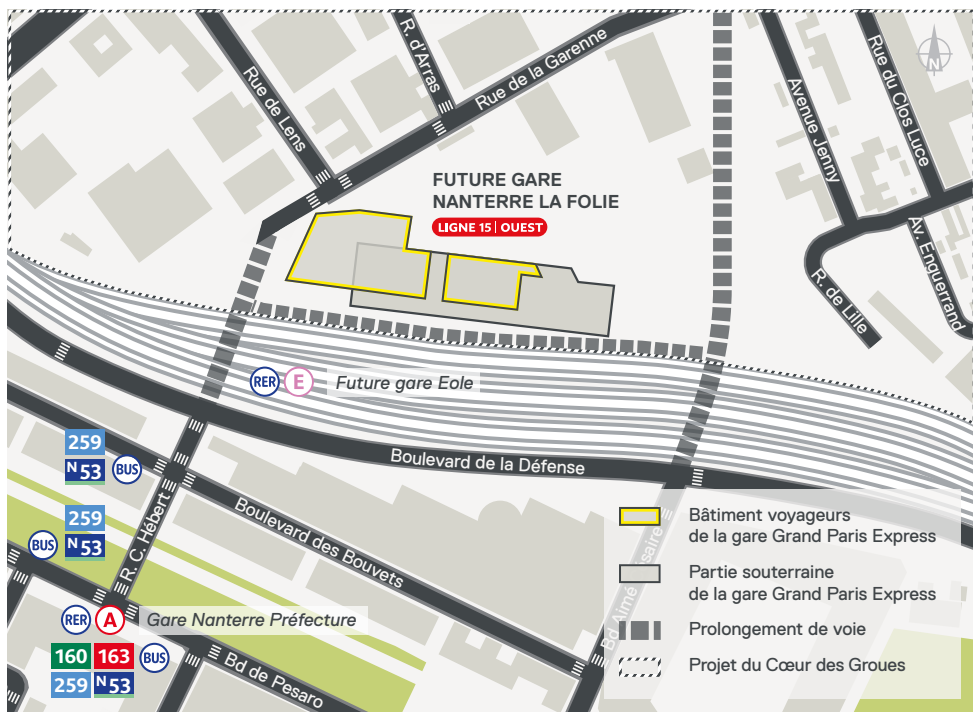 R. d'Arras
Rue de la Garenne
Rue de Lens
Avenue Jenny
Rue du Clos Luce
N
FUTURE GARE
NANTERRE LA FOLIE
LIGNE 15 | OUEST
Av. Enguerrand
R. de Lille
RER E Future gare Eole
Boulevard de la Défense
259
N53 BUS
Boulevard des Bouvets
259
BUS N53
R. C. Hébert
RER A Gare Nanterre Préfecture
160 163 BUS
259 N53
Bd de Pesaro
Bd Aimé Césaire
Bâtiment voyageurs
de la gare Grand Paris Express
Partie souterraine
de la gare Grand Paris Express
Prolongement de voie
Projet du Cœur des Groues